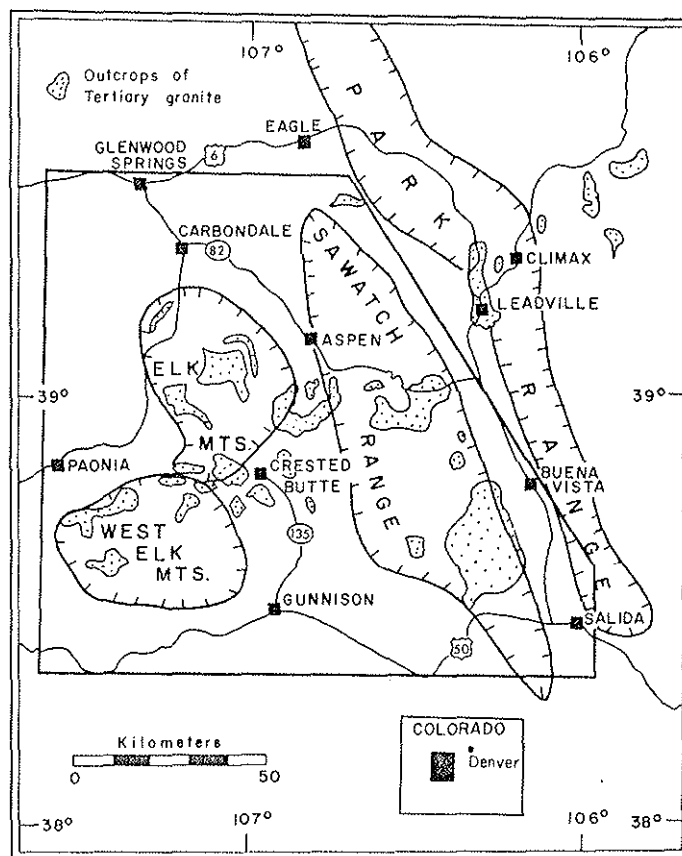 107°
106°
Outcrops of
Tertiary granite
EAGLE
GLENWOOD
SPRINGS
6
PARK
RANGE
CARBONDALE
82
SAWATCH
RANGE
CLIMAX
LEADVILLE
ASPEN
ELK
MTS.
39°
39°
PAONIA
CRESTED
BUTTE
BUENA
VISTA
WEST
ELK
MTS.
135
GUNNISON
SALIDA
50
Kilometers
0 50
COLORADO
Denver
38°
107°
106°
38°